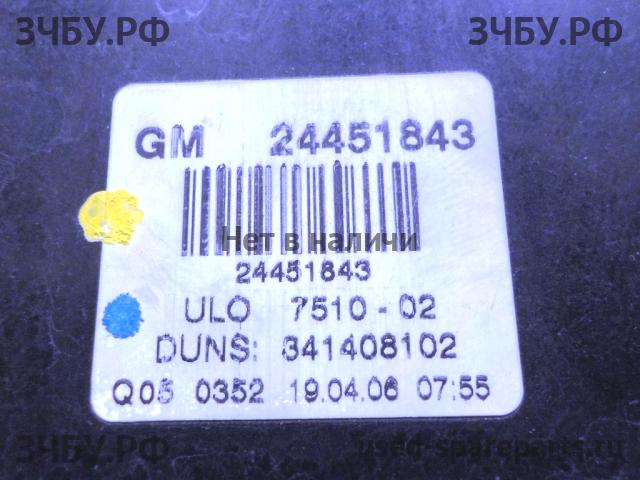 ЗЧБУ.РФ ЗЧБУ.РФ
GM 24451843
Нет в наличи
24451843
ULO 7510-02
DUNS: 341408102
Q05 0352 19.04.06 07:55
ЗЧБУ.РФ used-spareparts.ru